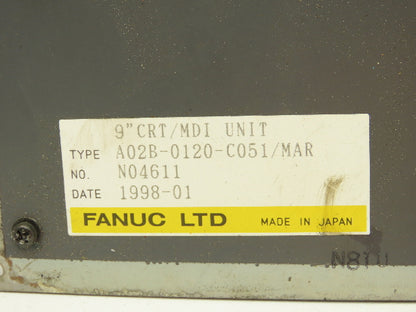 9" CRT/MDI UNIT
TYPE A02B-0120-C051/MAR
NO. N04611
DATE 1998-01
FANUC LTD MADE IN JAPAN